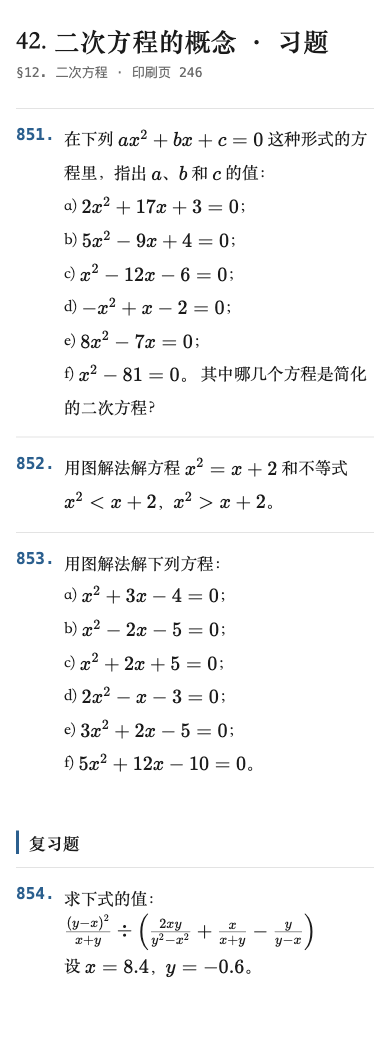 42. 二次方程的概念 · 习题
§12. 二次方程 · 印刷页 246
851. 在下列 ax² + bx + c = 0 这种形式的方
程里，指出 a、b 和 c 的值：
a) 2x² + 17x + 3 = 0；
b) 5x² − 9x + 4 = 0；
c) x² − 12x − 6 = 0；
d) −x² + x − 2 = 0；
e) 8x² − 7x = 0；
f) x² − 81 = 0。 其中哪几个方程是简化
的二次方程？
852. 用图解法解方程 x² = x + 2 和不等式
x² < x + 2，x² > x + 2。
853. 用图解法解下列方程：
a) x² + 3x − 4 = 0；
b) x² − 2x − 5 = 0；
c) x² + 2x + 5 = 0；
d) 2x² − x − 3 = 0；
e) 3x² + 2x − 5 = 0；
f) 5x² + 12x − 10 = 0。
复习题
854. 求下式的值：
(y−x)²/(x+y) ÷ (2xy/(y²−x²) + x/(x+y) − y/(y−x))
设 x = 8.4，y = −0.6。